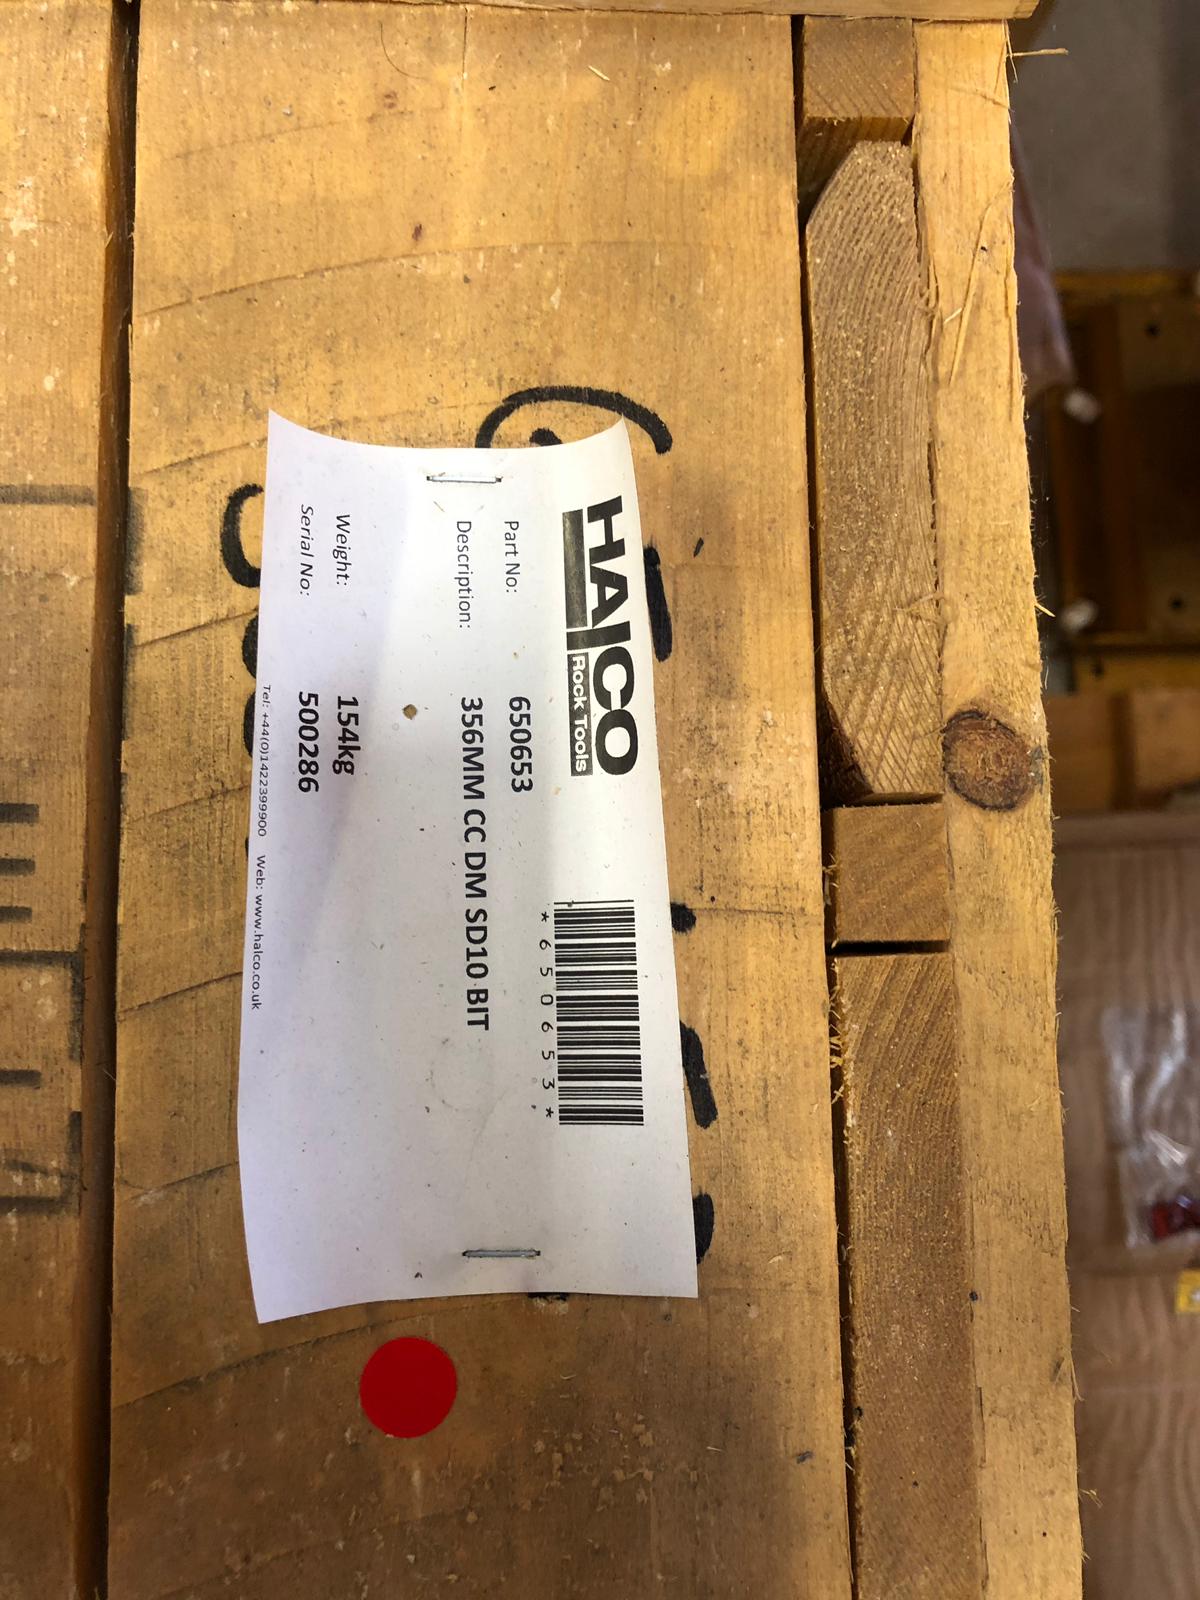 HALCO
Rock Tools
*650653*
Part No: 650653
Description: 356MM CC DM SD10 BIT
Weight: 154kg
Serial No: 500286
Tel: +44(0)1422399900 Web: www.halco.co.uk